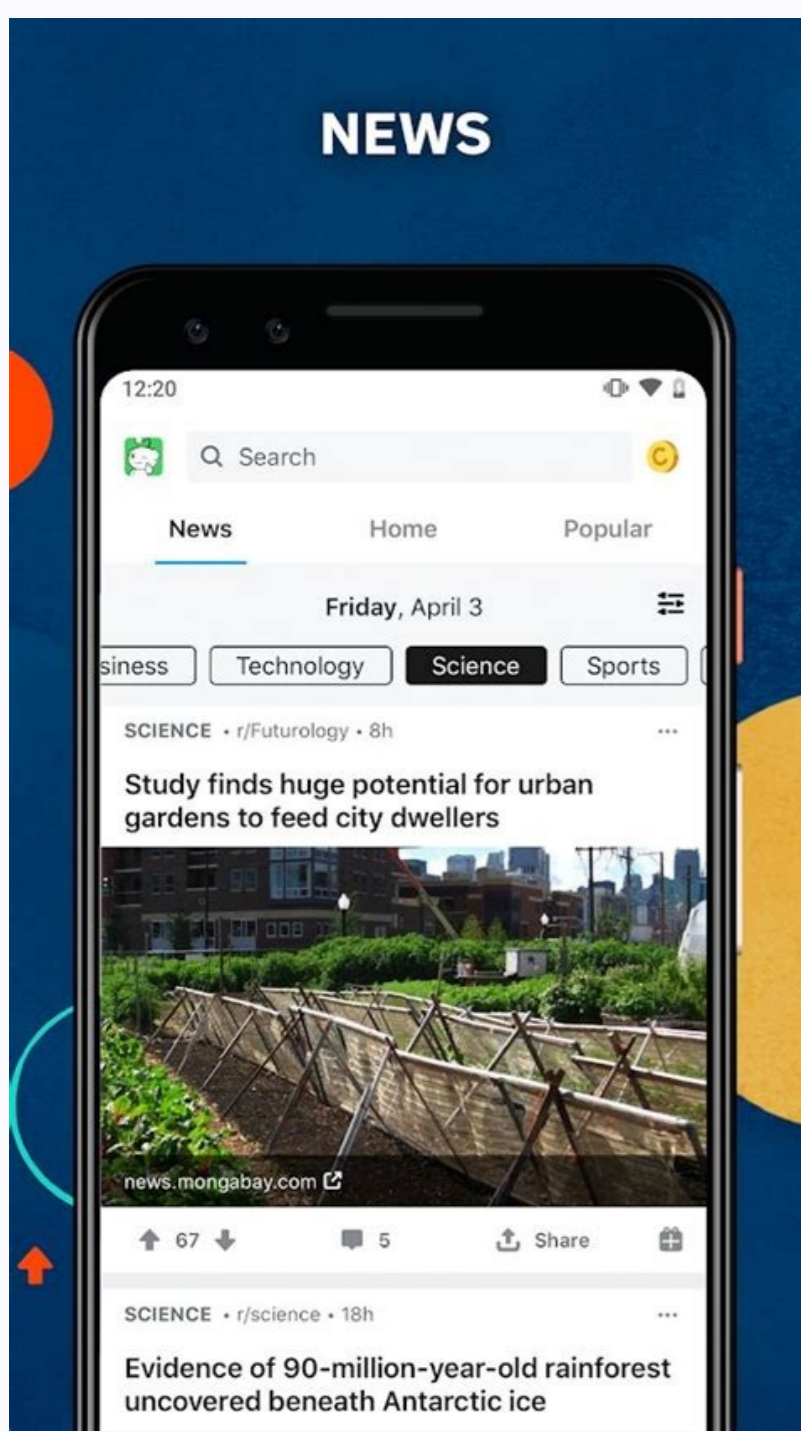 NEWS
12:20
Search
News Home Popular
Friday, April 3
siness Technology Science Sports
SCIENCE • r/Futurology • 8h
Study finds huge potential for urban
gardens to feed city dwellers
news.mongabay.com
67 5 Share
SCIENCE • r/science • 18h
Evidence of 90-million-year-old rainforest
uncovered beneath Antarctic ice